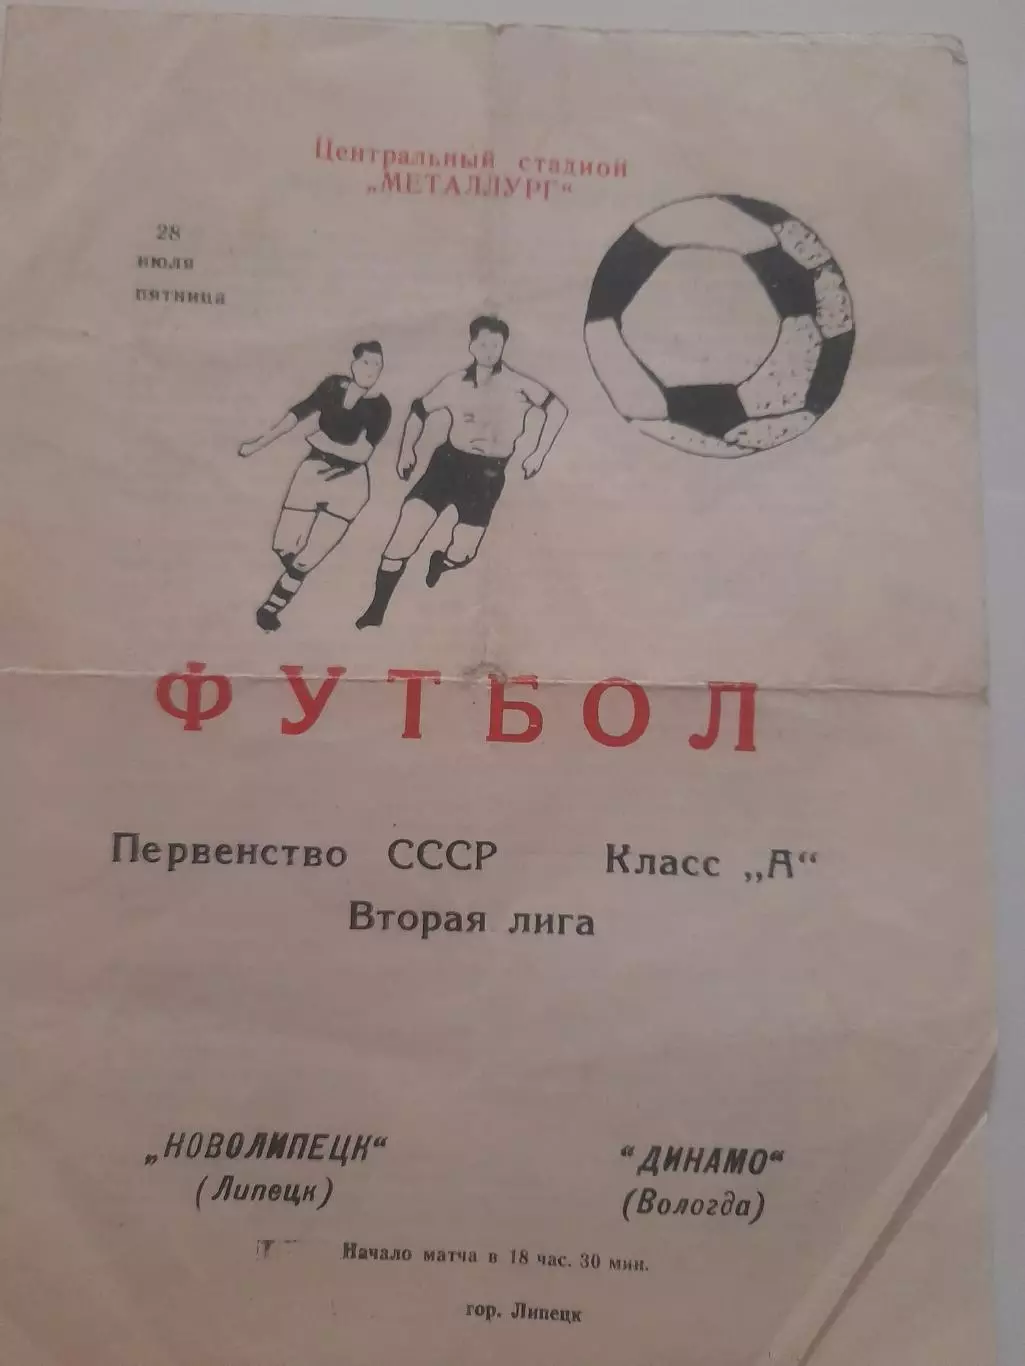 Центральный стадион
„МЕТАЛЛУРГ“
28
июля
пятница
ФУТБОЛ
Первенство СССР Класс „А“
Вторая лига
„НОВОЛИПЕЦК“ “ДИНАМО“
(Липецк) (Вологда)
Начало матча в 18 час. 30 мин.
гор. Липецк